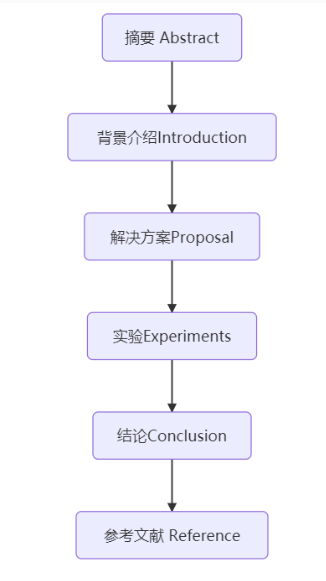 摘要 Abstract
背景介绍Introduction
解决方案Proposal
实验Experiments
结论Conclusion
参考文献 Reference